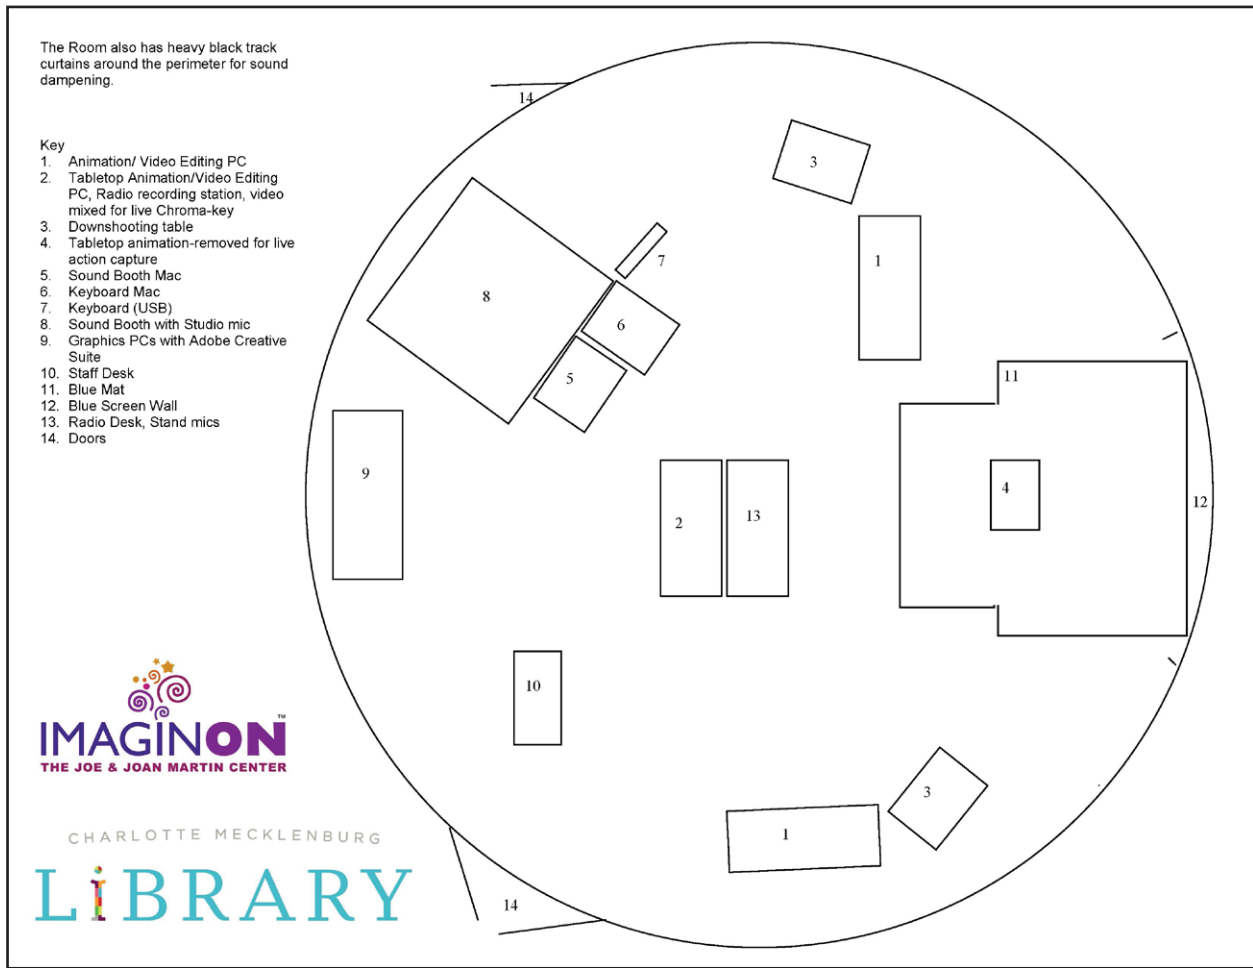 The Room also has heavy black track
curtains around the perimeter for sound
dampening.
Key
1. Animation/ Video Editing PC
2. Tabletop Animation/Video Editing
PC, Radio recording station, video
mixed for live Chroma-key
3. Downshooting table
4. Tabletop animation-removed for live
action capture
5. Sound Booth Mac
6. Keyboard Mac
7. Keyboard (USB)
8. Sound Booth with Studio mic
9. Graphics PCs with Adobe Creative
Suite
10. Staff Desk
11. Blue Mat
12. Blue Screen Wall
13. Radio Desk, Stand mics
14. Doors
14
3
7
1
8
6
5
11
9
4
2
13
12
10
3
1
14
IMAGINON™
THE JOE & JOAN MARTIN CENTER
CHARLOTTE MECKLENBURG
LiBRARY